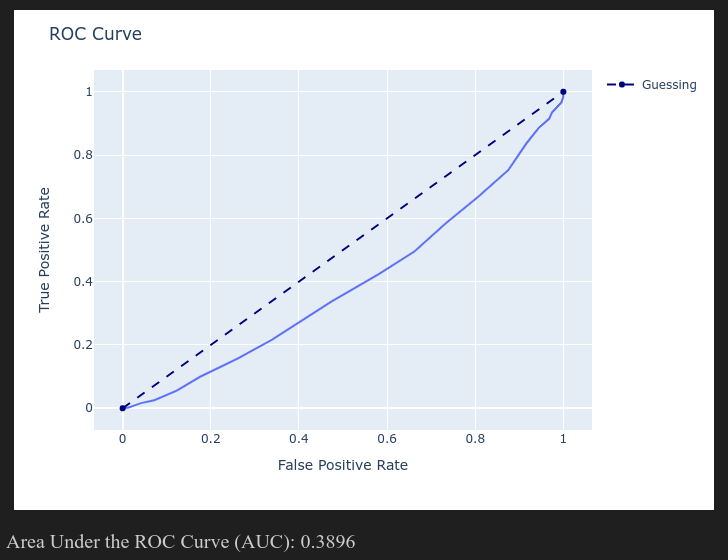 ROC Curve
Guessing
1
0.8
0.6
0.4
0.2
0
True Positive Rate
0 0.2 0.4 0.6 0.8 1
False Positive Rate
Area Under the ROC Curve (AUC): 0.3896